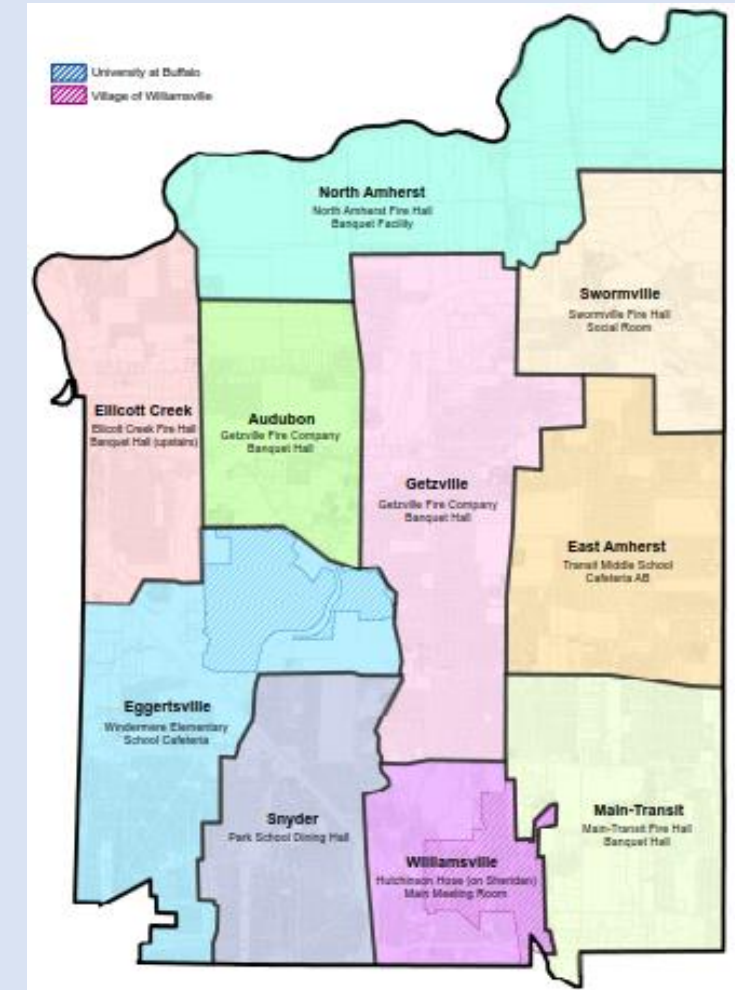 University at Buffalo
Village of Williamsville
North Amherst
North Amherst Fire Hall
Banquet Facility
Swormville
Swormville Fire Hall
Social Room
Ellicott Creek
Ellicott Creek Fire Hall
Banquet Hall (upstairs)
Audubon
Getzville Fire Company
Banquet Hall
Getzville
Getzville Fire Company
Banquet Hall
East Amherst
Transit Middle School
Cafeteria AB
Eggertsville
Windermere Elementary
School Cafeteria
Snyder
Park School Dining Hall
Williamsville
Hutchinson Hose (on Sheridan)
Main Meeting Room
Main-Transit
Main-Transit Fire Hall
Banquet Hall